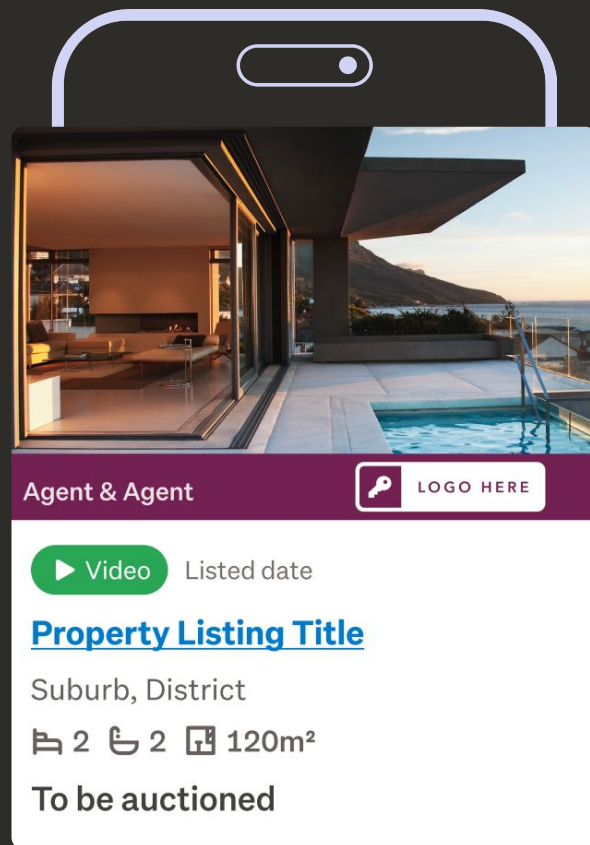 Agent & Agent
LOGO HERE
Video
Listed date
Property Listing Title
Suburb, District
2 2 120m²
To be auctioned